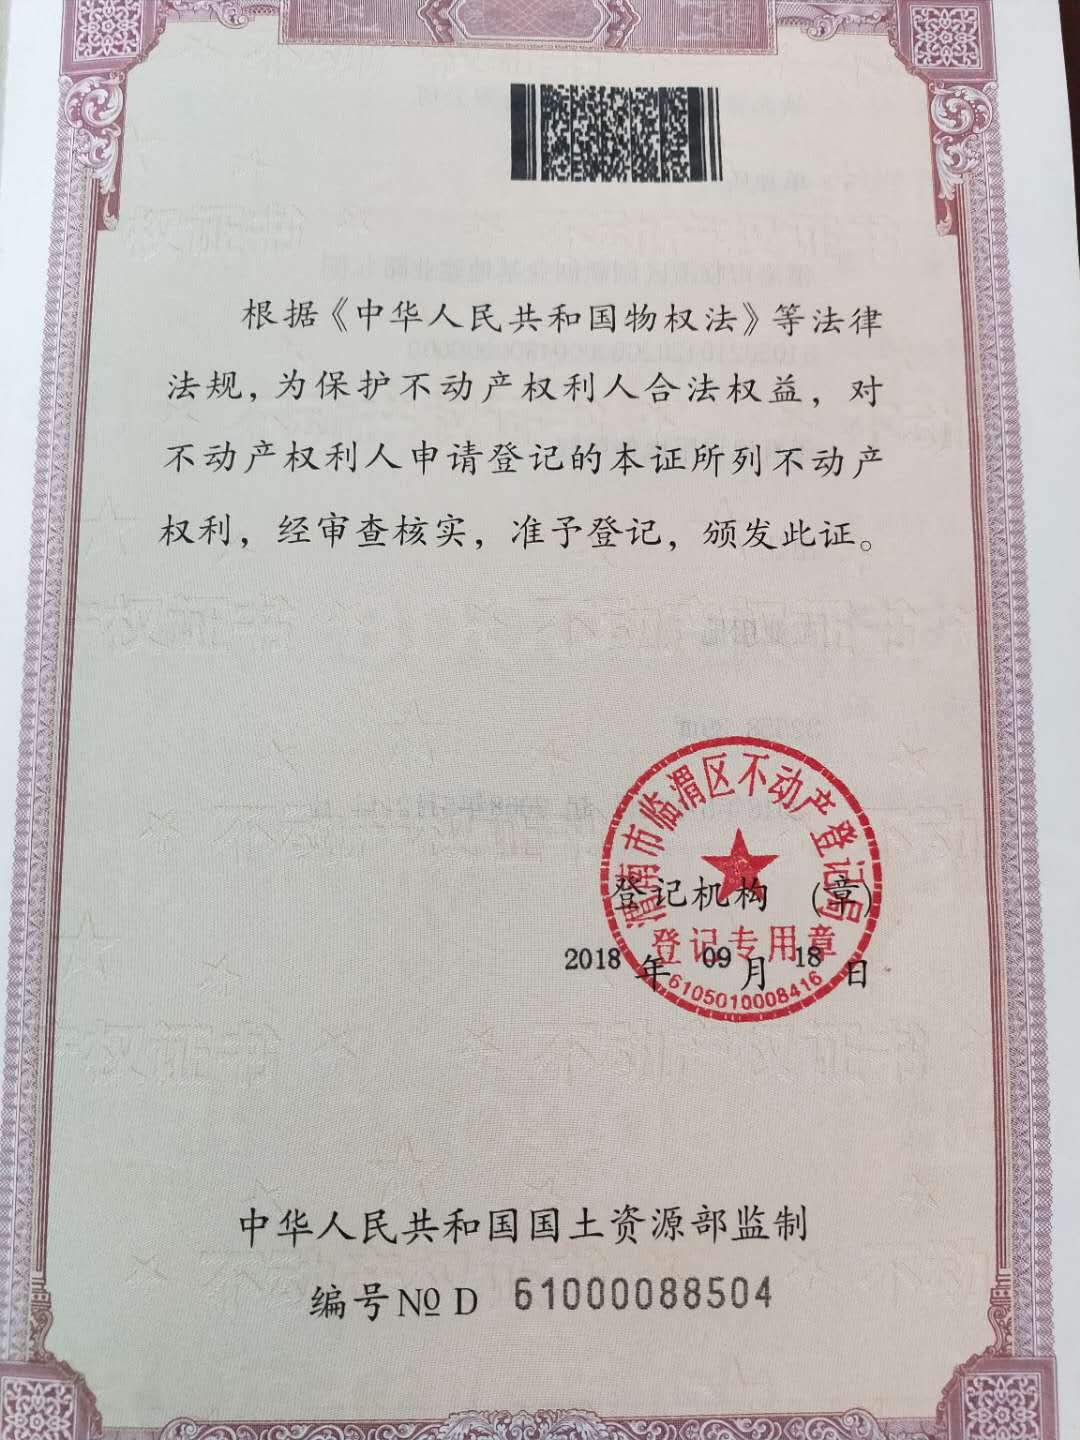 根据《中华人民共和国物权法》等法律
法规，为保护不动产权利人合法权益，对
不动产权利人申请登记的本证所列不动产
权利，经审查核实，准予登记，颁发此证。
渭南市临渭区不动产登记局
登记机构 （章）
登记专用章
2018 年 09 月 18 日
6105010008416
中华人民共和国国土资源部监制
编号 № D 61000088504